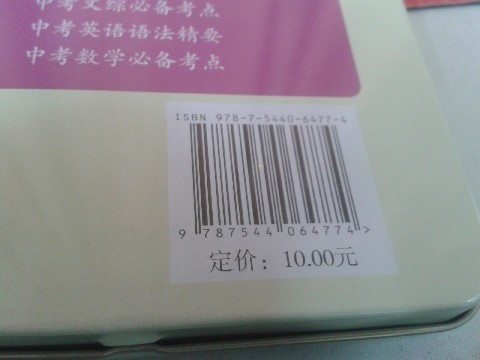 中考文综必备考点
中考英语语法精要
中考数学必备考点
ISBN 978-7-5440-6477-4
9 787544 064774 >
定价：10.00元